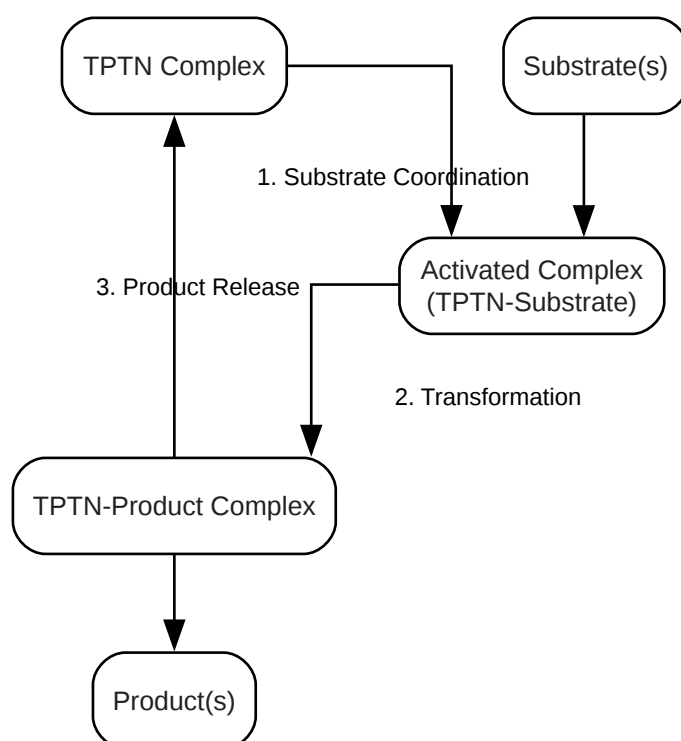 TPTN Complex
Substrate(s)
1. Substrate Coordination
Activated Complex
(TPTN-Substrate)
3. Product Release
2. Transformation
TPTN-Product Complex
Product(s)